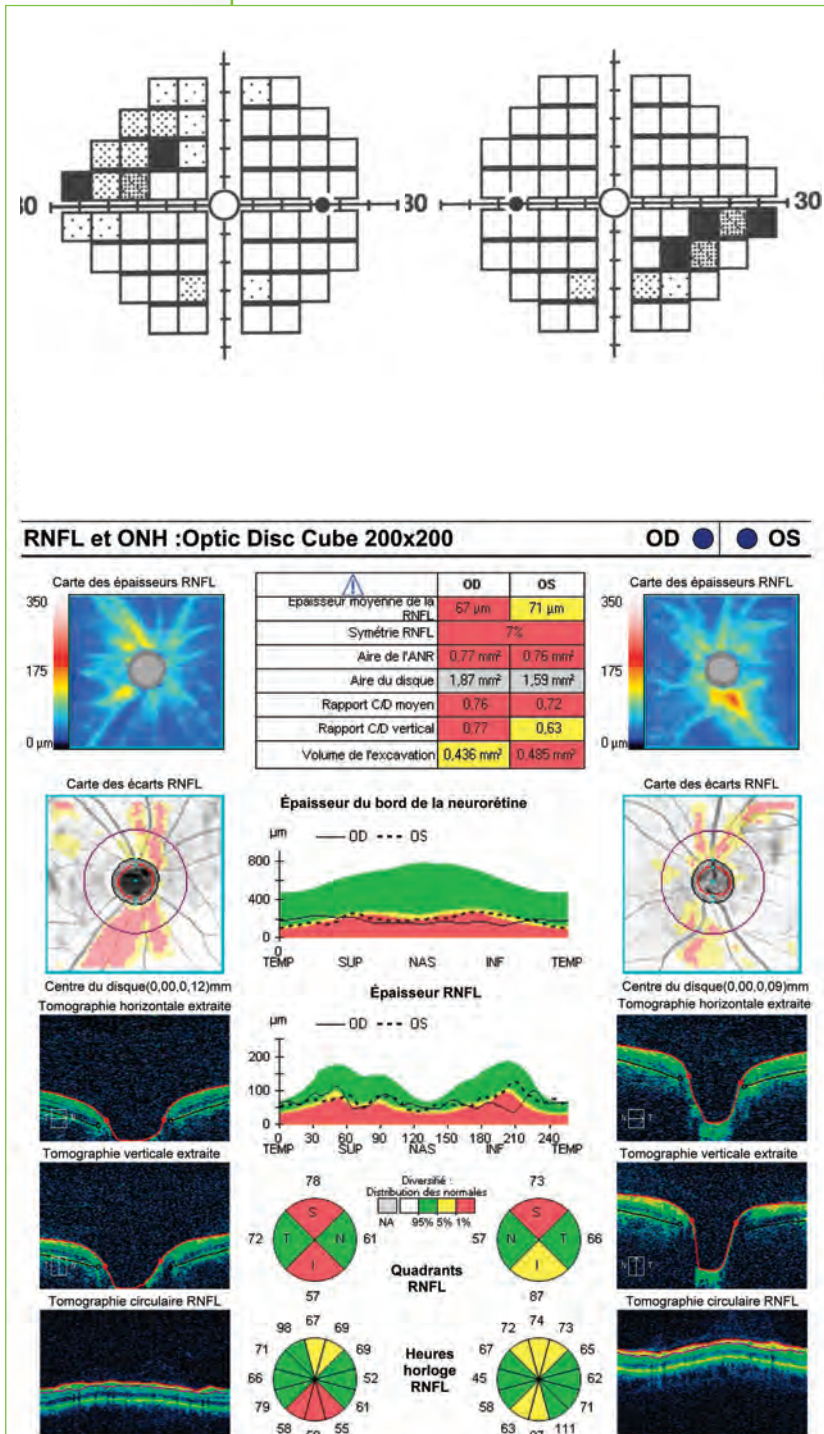 30
30
30
RNFL et ONH :Optic Disc Cube 200x200 OD OS
Carte des épaisseurs RNFL
350
175
0 µm
OD OS
Epaisseur moyenne de la RNFL 67 µm 71 µm
Symétrie RNFL 7%
Aire de l'ANR 0,77 mm² 0,76 mm²
Aire du disque 1,87 mm² 1,59 mm²
Rapport C/D moyen 0,76 0,72
Rapport C/D vertical 0,77 0,63
Volume de l'excavation 0,436 mm³ 0,485 mm³
Carte des épaisseurs RNFL
350
175
0 µm
Carte des écarts RNFL
Centre du disque(0,00.0,12)mm
Épaisseur du bord de la neurorétine
µm OD OS
800
400
0
0
TEMP SUP NAS INF TEMP
Carte des écarts RNFL
Centre du disque(0,00,0,09)mm
Tomographie horizontale extraite
Épaisseur RNFL
µm OD OS
200
100
0
0 30 60 90 120 150 180 210 240
TEMP SUP NAS INF TEMP
Tomographie horizontale extraite
Tomographie verticale extraite
78
S
72 T N 61
I
57
Diversifié :
Distribution des normales
NA 95% 5% 1%
Quadrants
RNFL
73
S
57 N T 66
I
87
Tomographie verticale extraite
Tomographie circulaire RNFL
67
98 69
71 69
66 52
79 61
58 55
Heures
horloge
RNFL
74
72 73
67 65
45 62
58 71
63 111
Tomographie circulaire RNFL